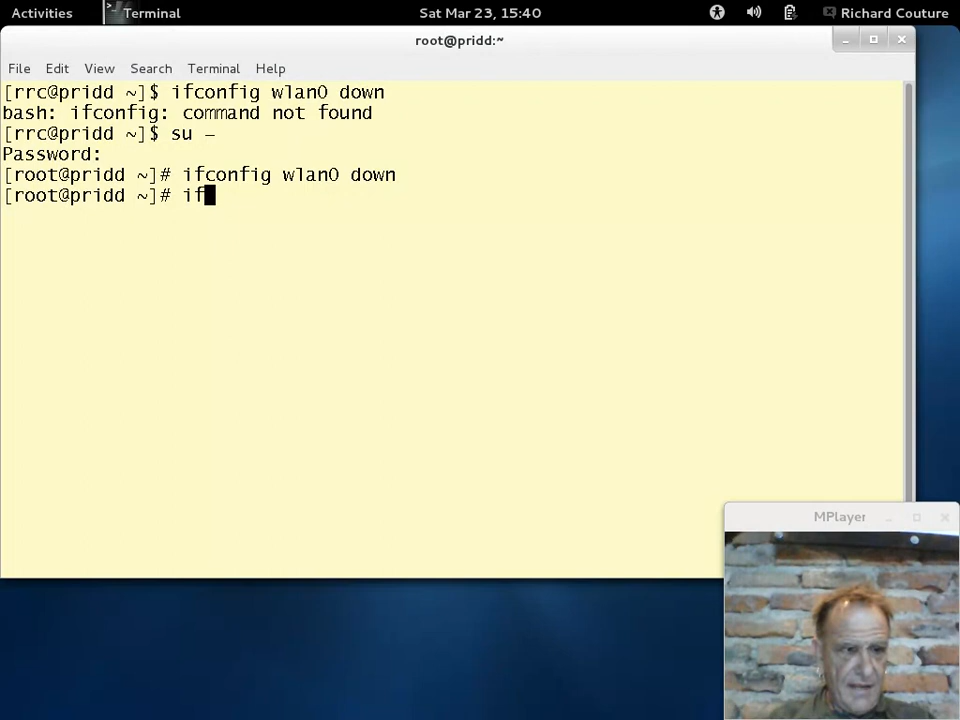 Activities
Terminal
Sat Mar 23, 15:40
Richard Couture
root@pridd:~
File Edit View Search Terminal Help
[rrc@pridd ~]$ ifconfig wlan0 down
bash: ifconfig: command not found
[rrc@pridd ~]$ su -
Password:
[root@pridd ~]# ifconfig wlan0 down
[root@pridd ~]# if
MPlayer